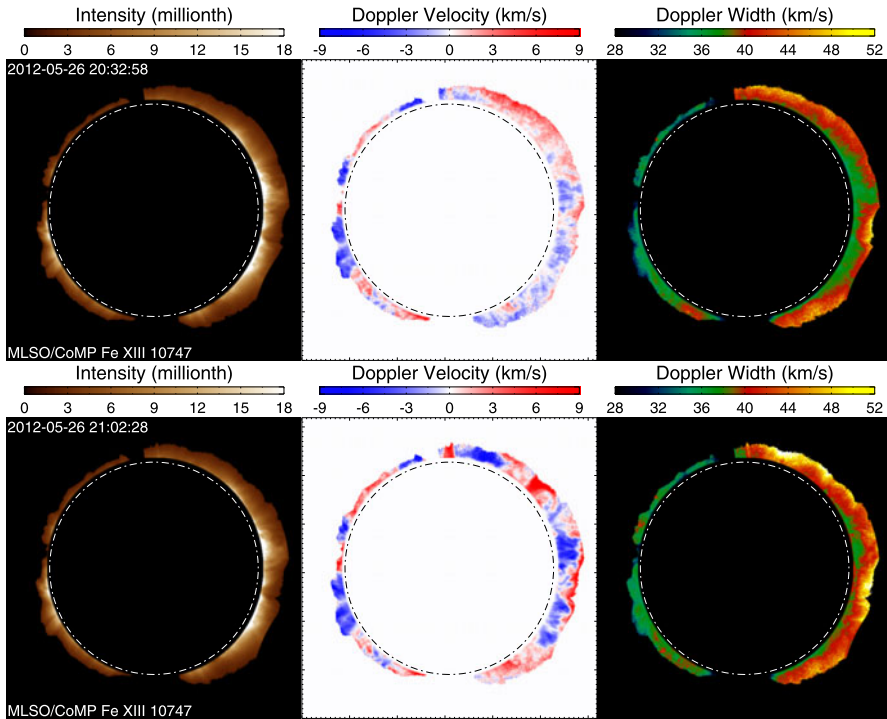 Intensity (millionth) Doppler Velocity (km/s) Doppler Width (km/s)
0 3 6 9 12 15 18 -9 -6 -3 0 3 6 9 28 32 36 40 44 48 52
2012-05-26 20:32:58
MLSO/CoMP Fe XIII 10747
Intensity (millionth) Doppler Velocity (km/s) Doppler Width (km/s)
0 3 6 9 12 15 18 -9 -6 -3 0 3 6 9 28 32 36 40 44 48 52
2012-05-26 21:02:28
MLSO/CoMP Fe XIII 10747